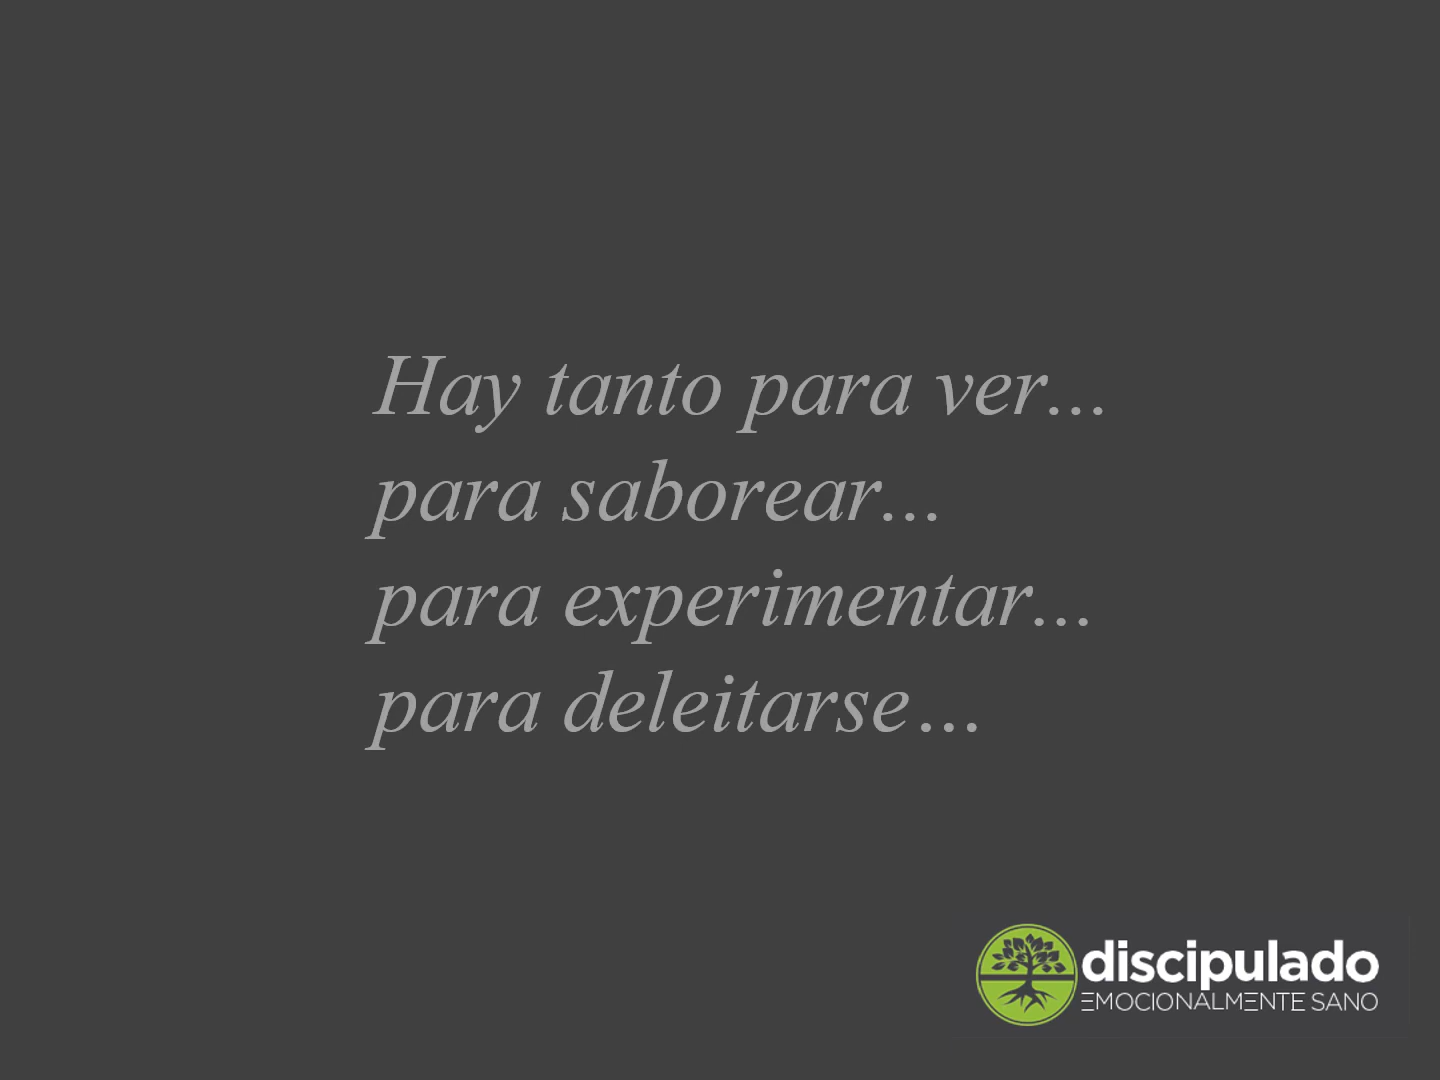 Hay tanto para ver...
para saborear...
para experimentar...
para deleitarse…
discipulado
EMOCIONALMENTE SANO